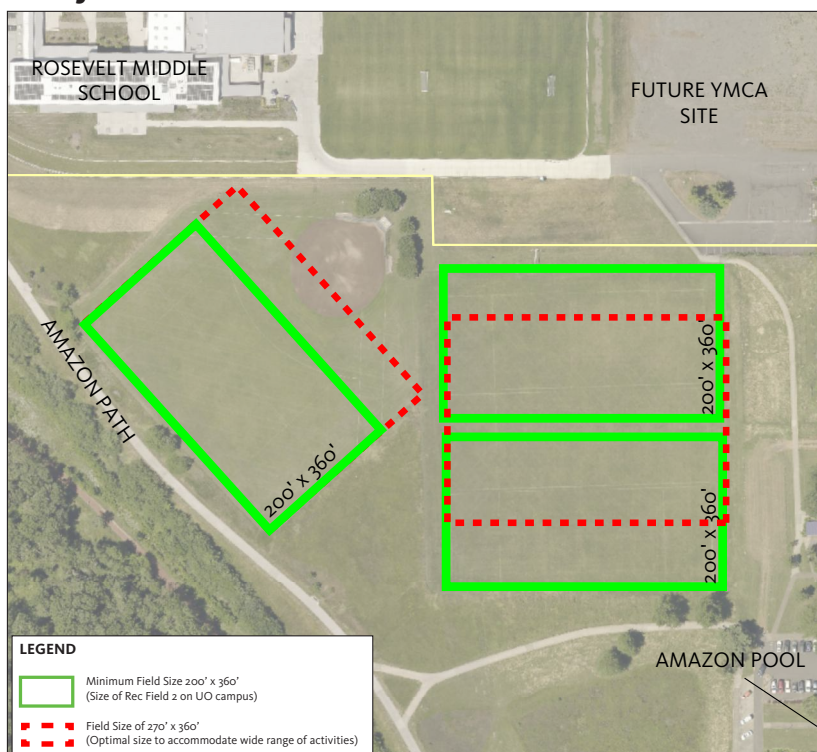 ROSEVELT MIDDLE
SCHOOL
FUTURE YMCA
SITE
AMAZON PATH
200' x 360'
200' x 360'
200' x 360'
AMAZON POOL
LEGEND
Minimum Field Size 200' x 360'
(Size of Rec Field 2 on UO campus)
Field Size of 270' x 360'
(Optimal size to accommodate wide range of activities)